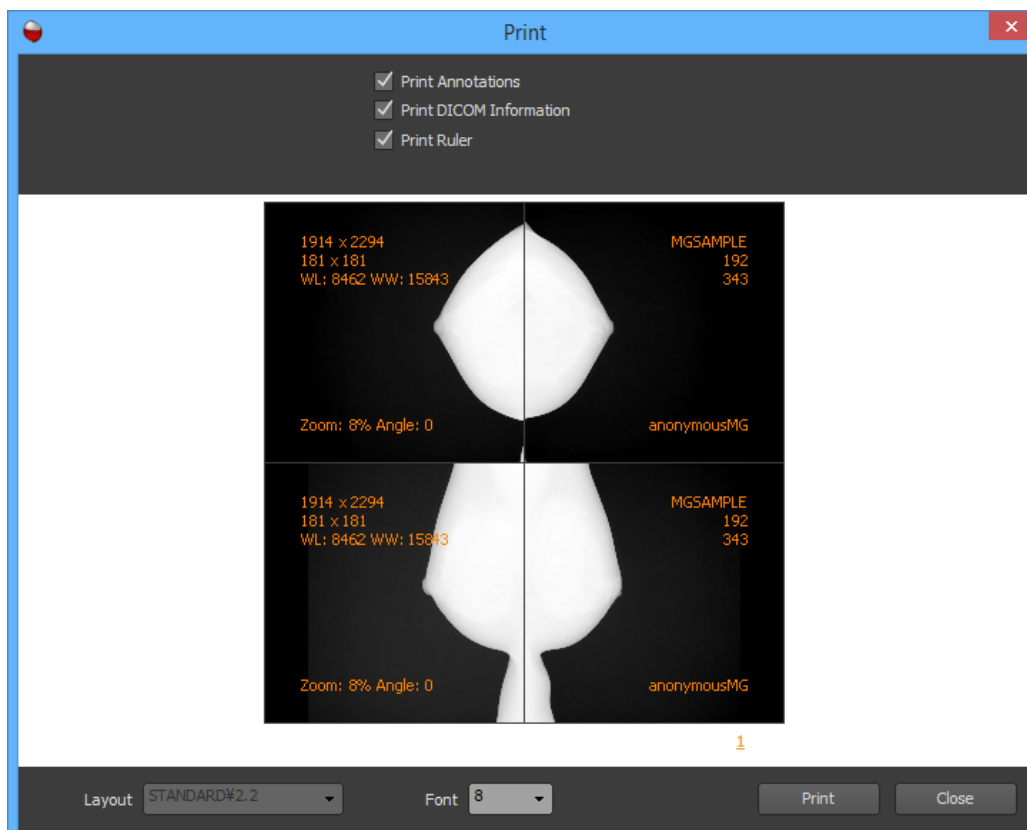 Print
Print Annotations
Print DICOM Information
Print Ruler
1914 x 2294
181 x 181
WL: 8462 WW: 15843
MGSAMPLE
192
343
Zoom: 8% Angle: 0
anonymousMG
1914 x 2294
181 x 181
WL: 8462 WW: 15843
MGSAMPLE
192
343
Zoom: 8% Angle: 0
anonymousMG
1
Layout STANDARD¥2.2 Font 8 Print Close